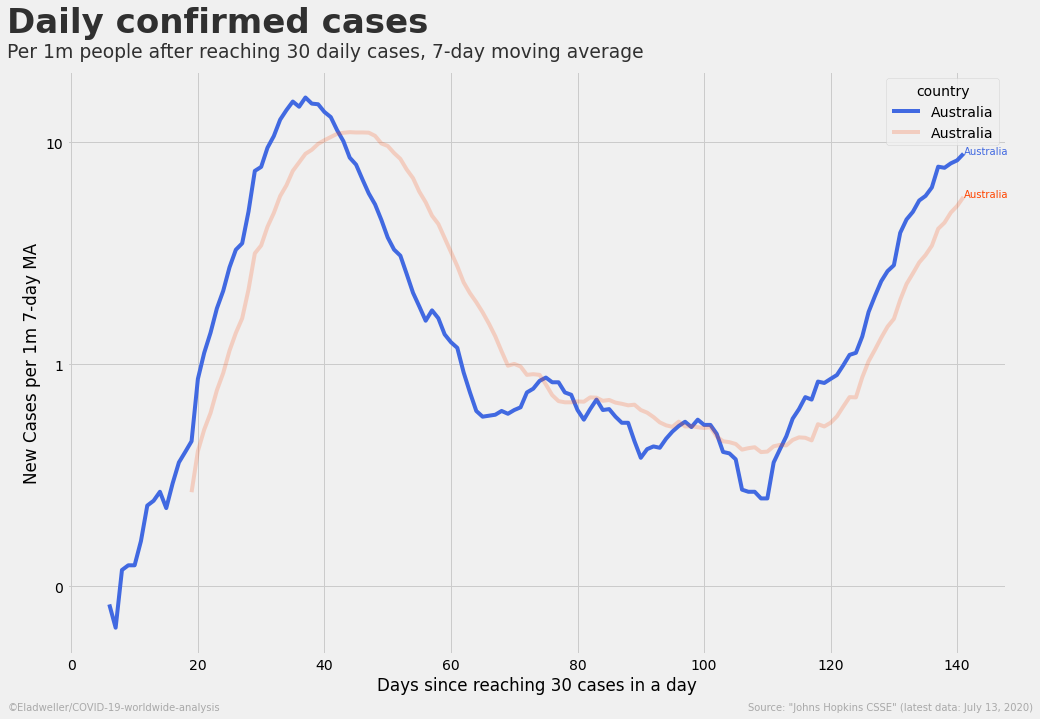 Daily confirmed cases
Per 1m people after reaching 30 daily cases, 7-day moving average
country
Australia
Australia
Australia
Australia
10
1
0
New Cases per 1m 7-day MA
0 20 40 60 80 100 120 140
Days since reaching 30 cases in a day
©Eladweller/COVID-19-worldwide-analysis
Source: "Johns Hopkins CSSE" (latest data: July 13, 2020)